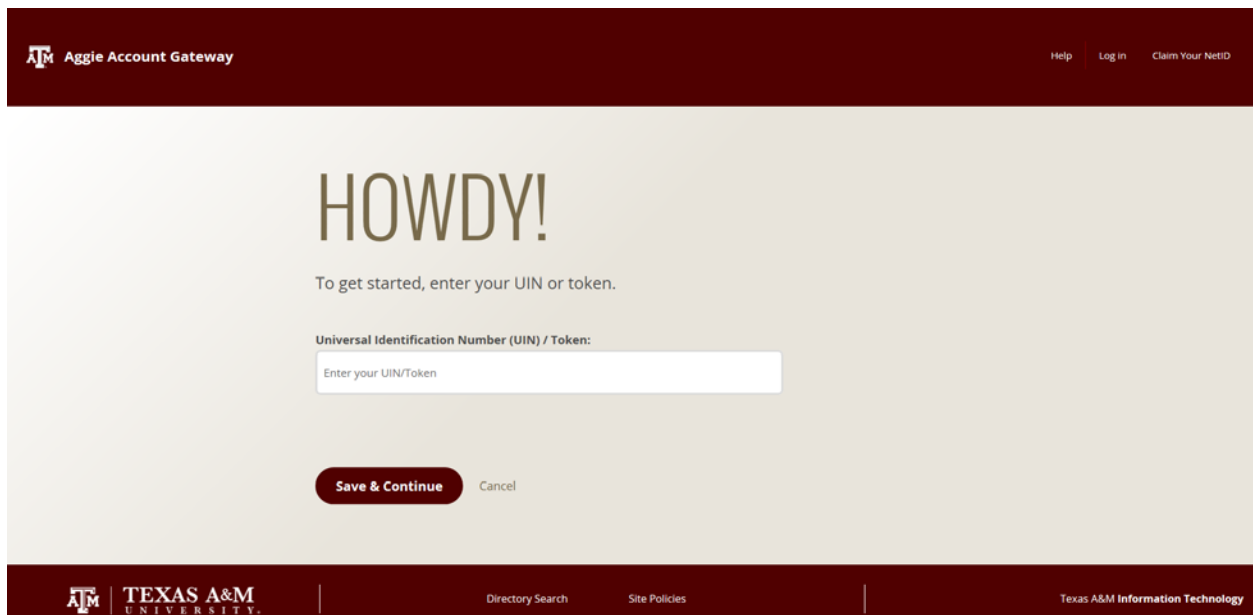 ATM Aggie Account Gateway
Help Log in Claim Your NetID
HOWDY!
To get started, enter your UIN or token.
Universal Identification Number (UIN) / Token:
Enter your UIN/Token
Save & Continue Cancel
ATM TEXAS A&M
UNIVERSITY.
Directory Search Site Policies
Texas A&M Information Technology